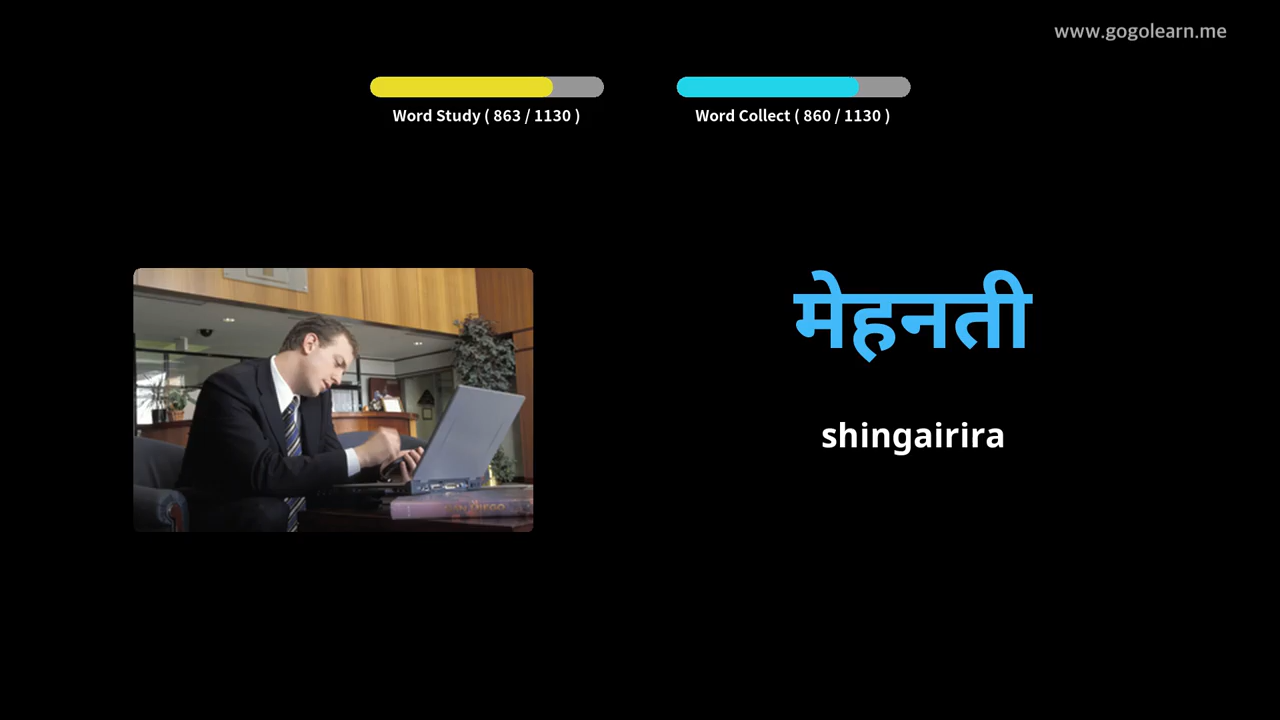 www.gogolearn.me
Word Study ( 863 / 1130 )
Word Collect ( 860 / 1130 )
मेहनती
shingairira